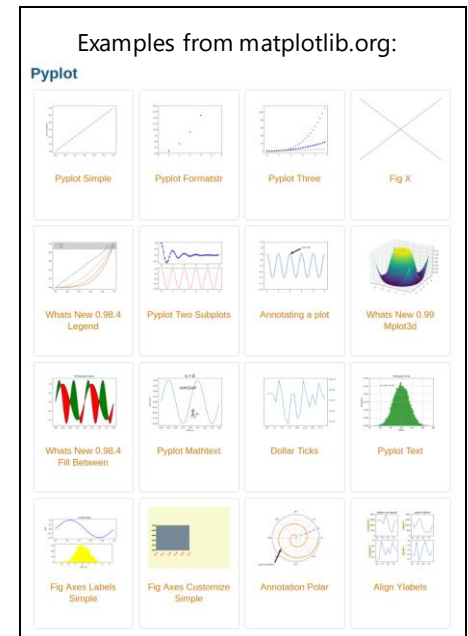 Examples from matplotlib.org:
Pyplot
Pyplot Simple
Pyplot Formatstr
Pyplot Three
Fig X
Whats New 0.98.4
Legend
Pyplot Two Subplots
Annotating a plot
Whats New 0.99
Mplot3d
Whats New 0.98.4
Fill Between
Pyplot Mathtext
Dollar Ticks
Pyplot Text
Fig Axes Labels
Simple
Fig Axes Customize
Simple
Annotation Polar
Align Ylabels